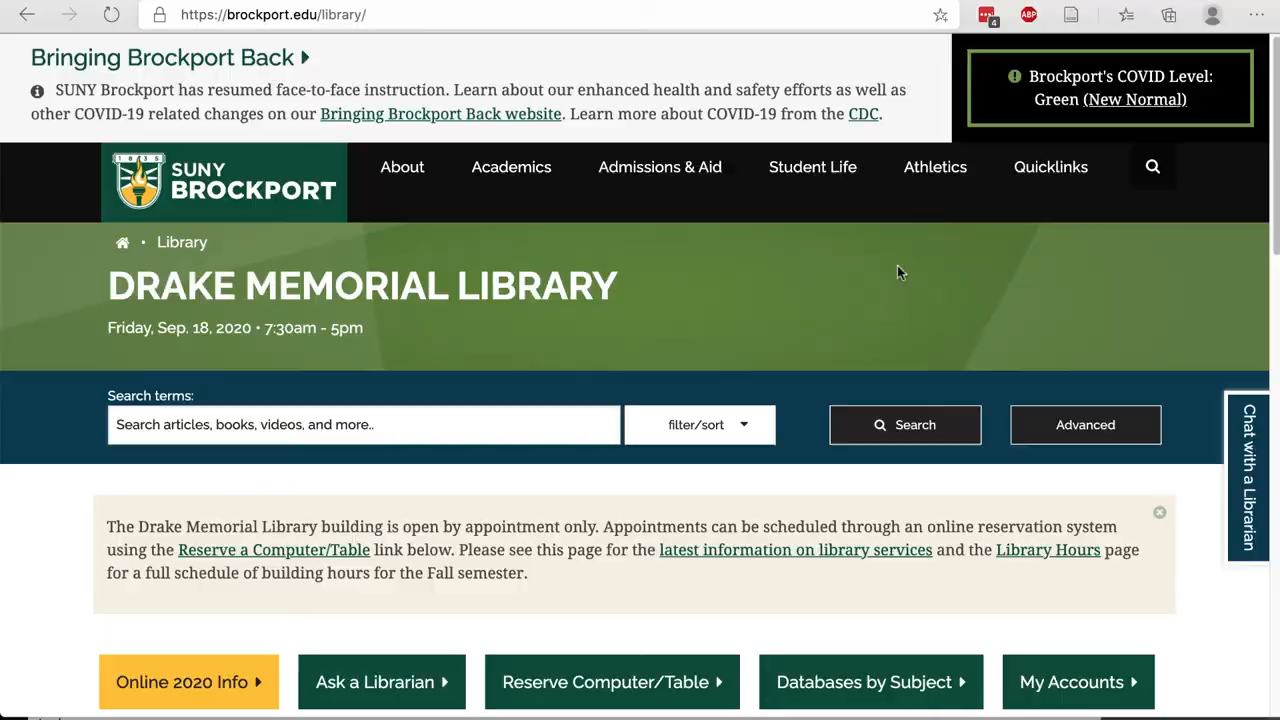 https://brockport.edu/library/
4
ABP
Bringing Brockport Back
SUNY Brockport has resumed face-to-face instruction. Learn about our enhanced health and safety efforts as well as
other COVID-19 related changes on our Bringing Brockport Back website. Learn more about COVID-19 from the CDC.
Brockport's COVID Level:
Green (New Normal)
1835
SUNY
BROCKPORT
About
Academics
Admissions & Aid
Student Life
Athletics
Quicklinks
• Library
DRAKE MEMORIAL LIBRARY
Friday, Sep. 18, 2020 • 7:30am - 5pm
Search terms:
Search articles, books, videos, and more..
filter/sort
Search
Advanced
Chat with a Librarian
The Drake Memorial Library building is open by appointment only. Appointments can be scheduled through an online reservation system
using the Reserve a Computer/Table link below. Please see this page for the latest information on library services and the Library Hours page
for a full schedule of building hours for the Fall semester.
Online 2020 Info
Ask a Librarian
Reserve Computer/Table
Databases by Subject
My Accounts